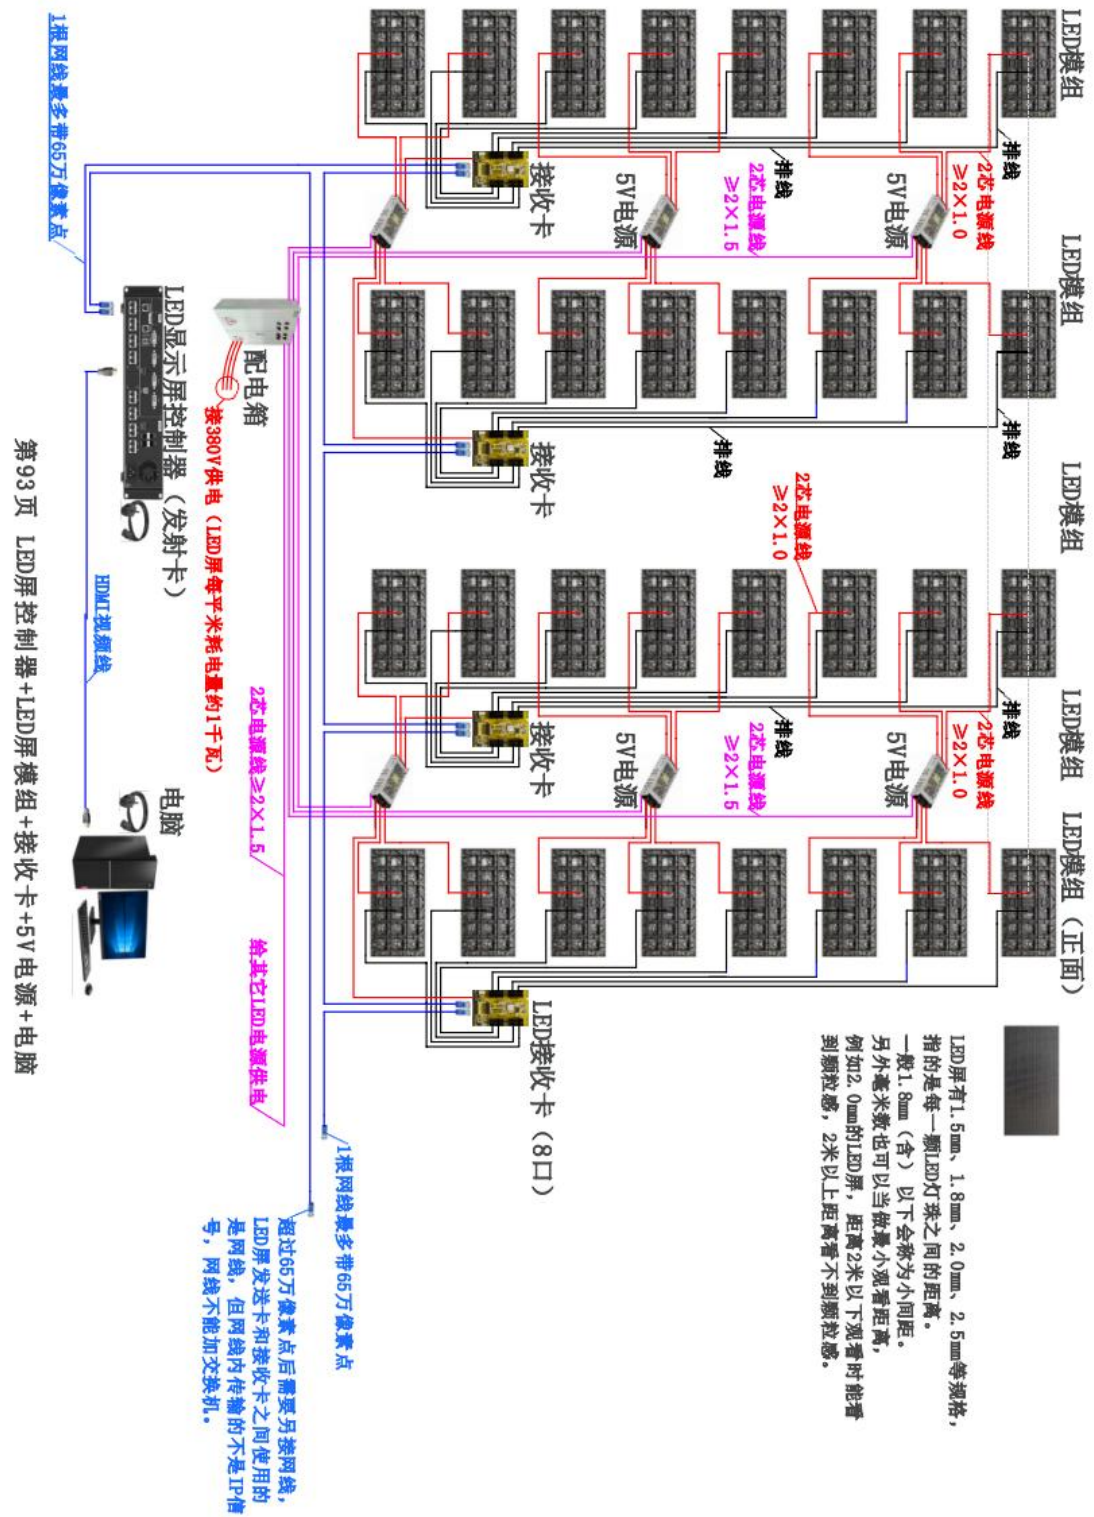 LED模组
LED模组
LED模组
LED模组
LED模组（正面）
排线
2芯电源线
≥2×1.0
5V电源
排线
2芯电源线
≥2×1.5
5V电源
接收卡
排线
排线
接收卡
2芯电源线
≥2×1.0
排线
2芯电源线
≥2×1.0
5V电源
排线
2芯电源线
≥2×1.5
5V电源
接收卡
LED接收卡（8口）
LED屏有1.5mm、1.8mm、2.0mm、2.5mm等规格，
指的是每一颗LED灯珠之间的距离。
一般1.8mm（含）以下会称为小间距。
另外毫米数也可以当做最小观看距离，
例如2.0mm的LED屏，距离2米以下观看时能看
到颗粒感，2米以上距离看不到颗粒感。
1根网线最多带65万像素点
配电箱
接380V供电（LED屏每平米耗电量约1千瓦）
2芯电源线≥2×1.5
给其它LED电源供电
1根网线最多带65万像素点
超过65万像素点后需要另接网线，
LED屏发送卡和接收卡之间使用的
是网线，但网线内传输的不是IP信
号，网线不能加交换机。
LED显示屏控制器（发射卡）
HDMI视频线
电脑
第93页 LED屏控制器+LED屏模组+接收卡+5V电源+电脑